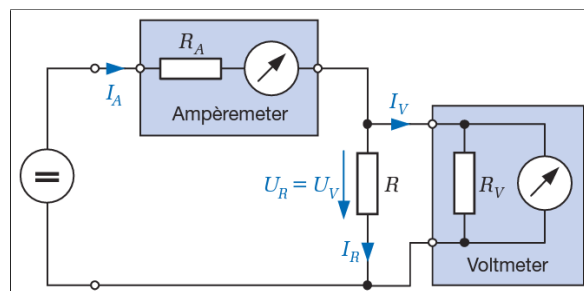 R_A
I_A
Ampèremeter
I_V
U_R = U_V
R
R_V
I_R
Voltmeter